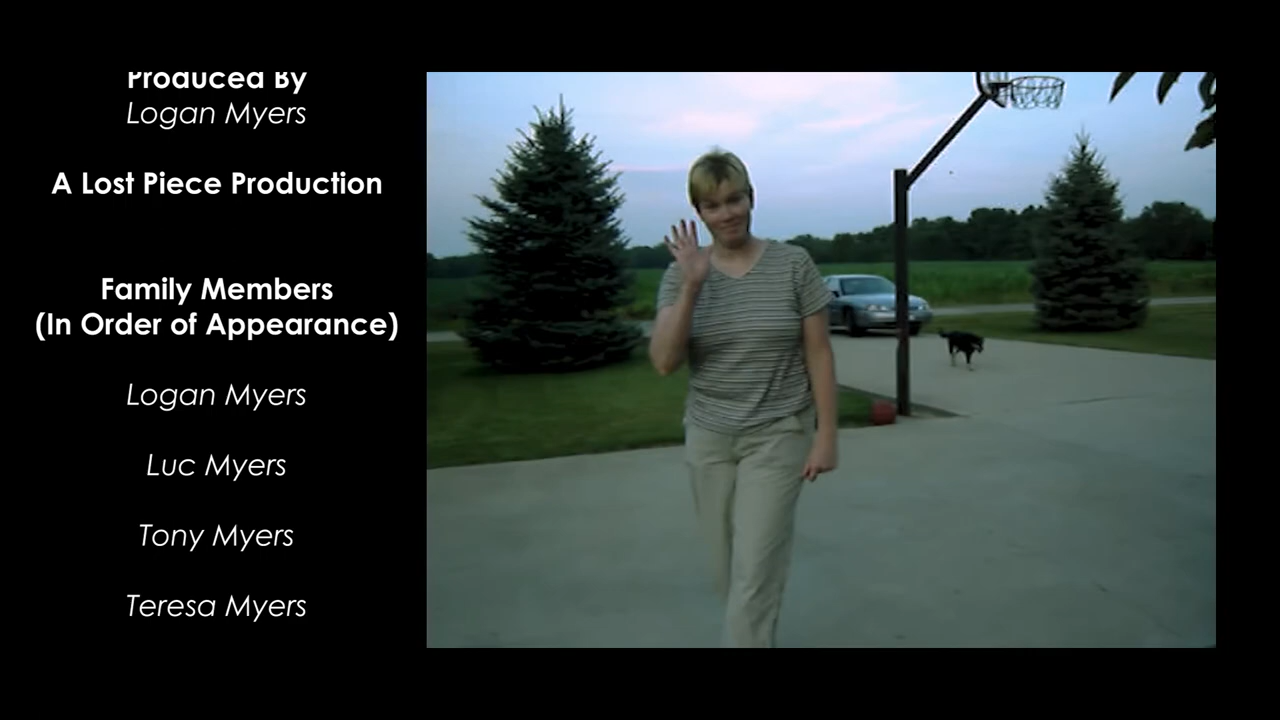 Produced By
Logan Myers
A Lost Piece Production
Family Members
(In Order of Appearance)
Logan Myers
Luc Myers
Tony Myers
Teresa Myers